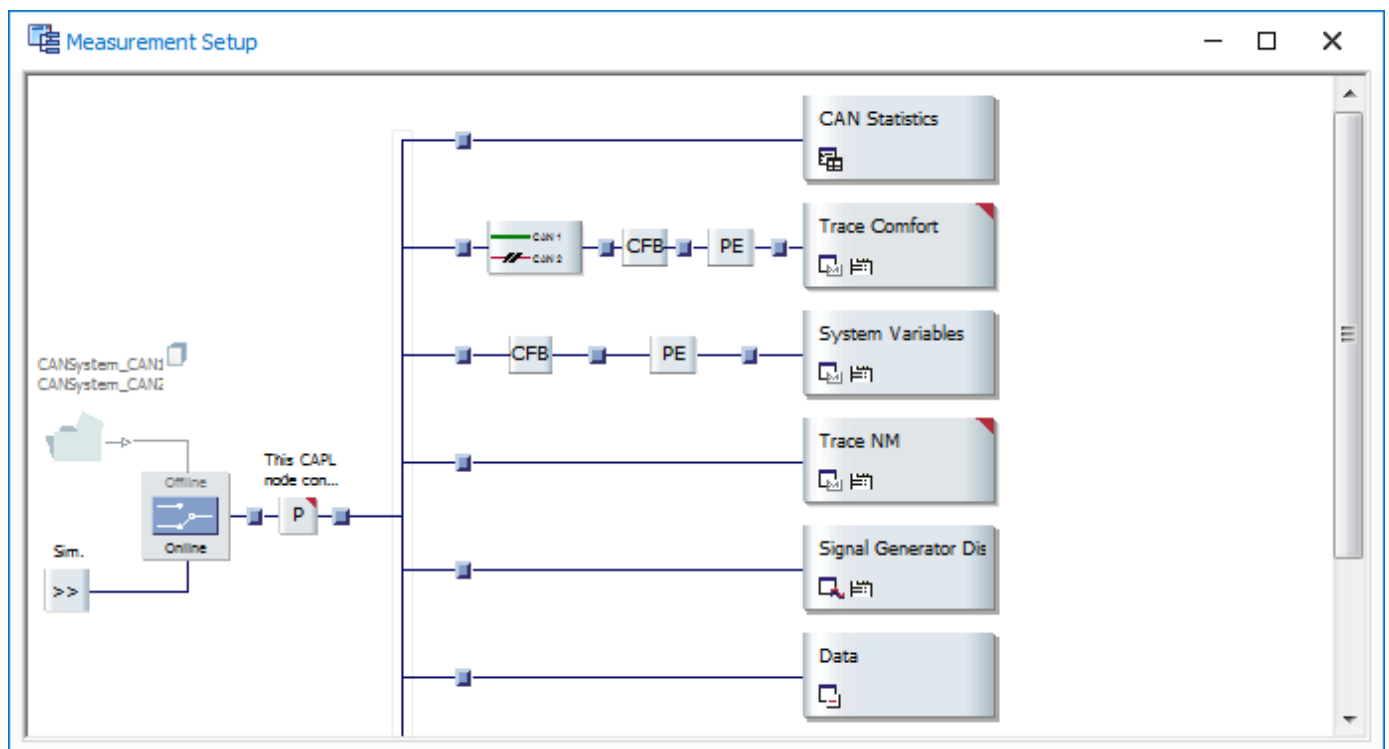 Measurement Setup
CAN Statistics
CAN 1
CAN 2
CFB
PE
Trace Comfort
CFB
PE
System Variables
CANSystem_CAN1
CANSystem_CAN2
Trace NM
This CAPL
node con...
Offline
P
Online
Sim.
>>
Signal Generator Dis
Data